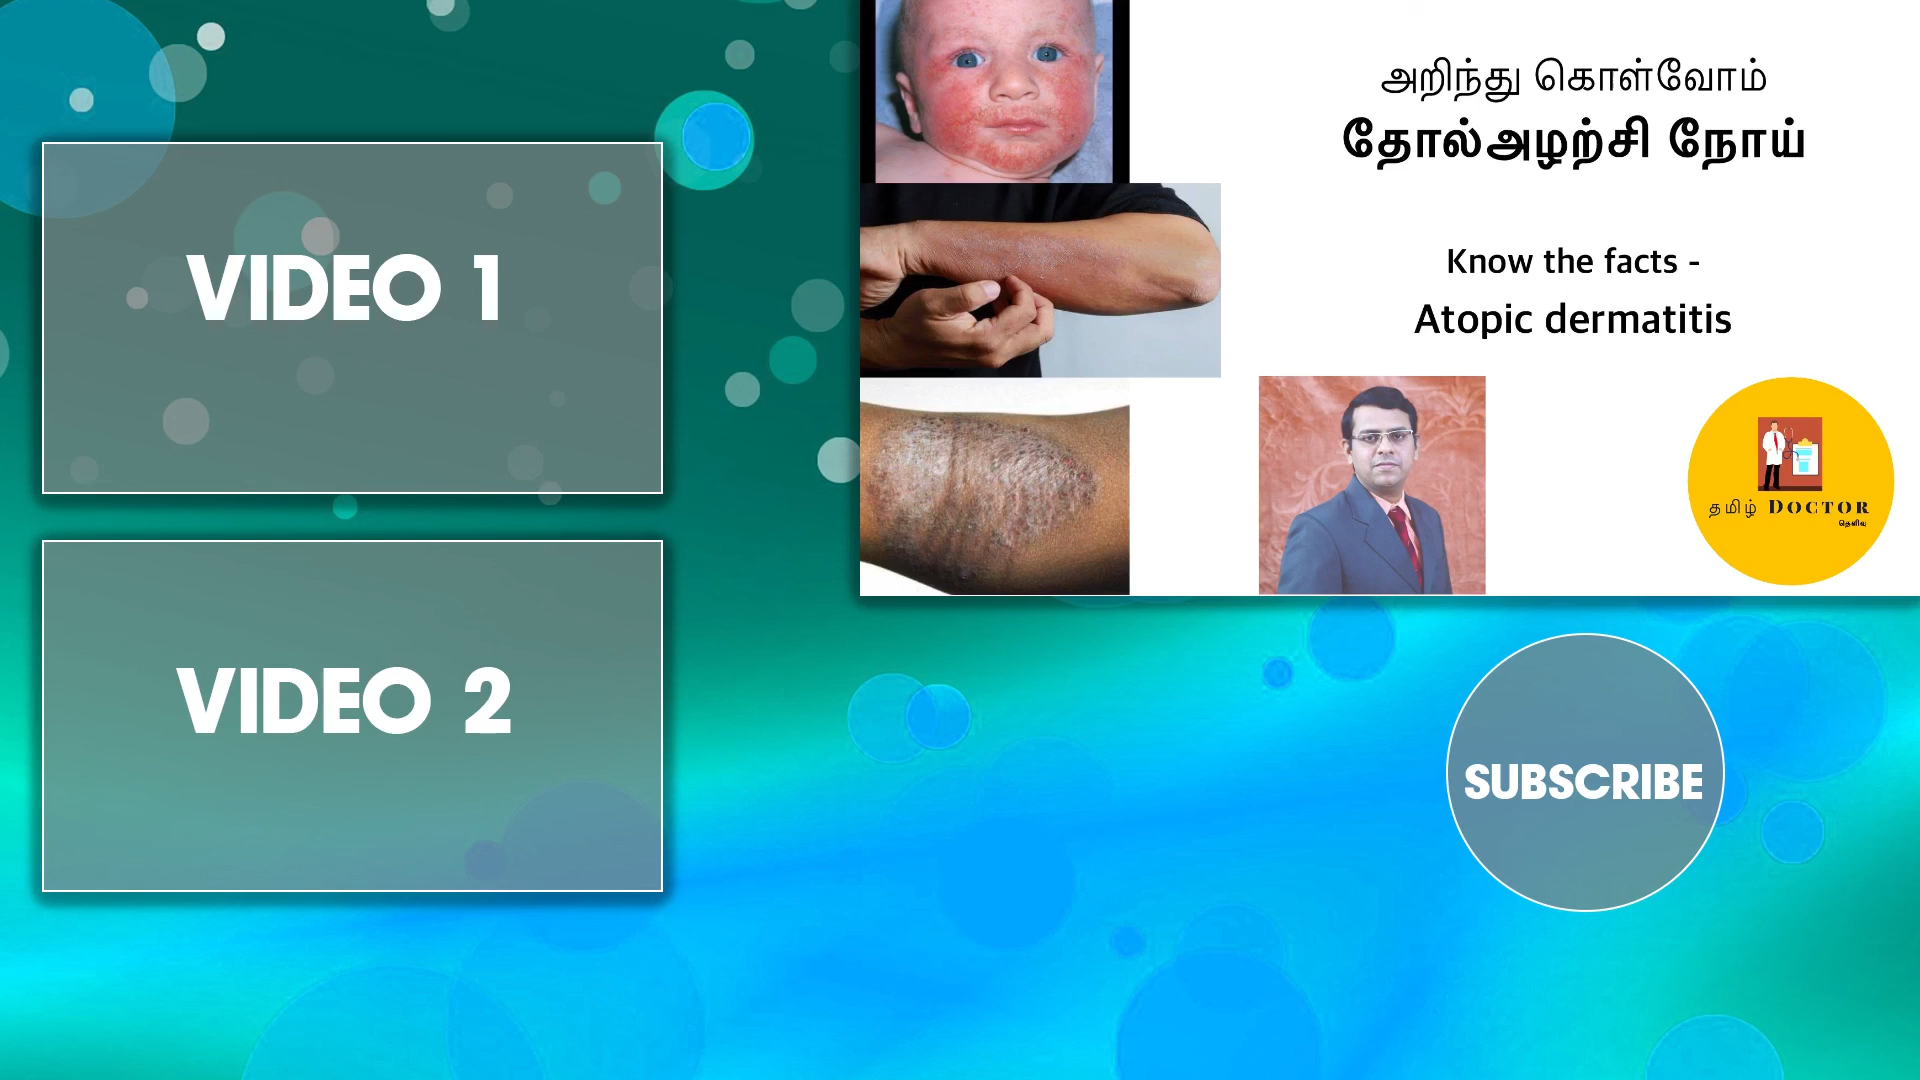 அறிந்து கொள்வோம்
தோல்அழற்சி நோய்
Know the facts -
Atopic dermatitis
VIDEO 1
தமிழ் DOCTOR
தெளிவு
VIDEO 2
SUBSCRIBE